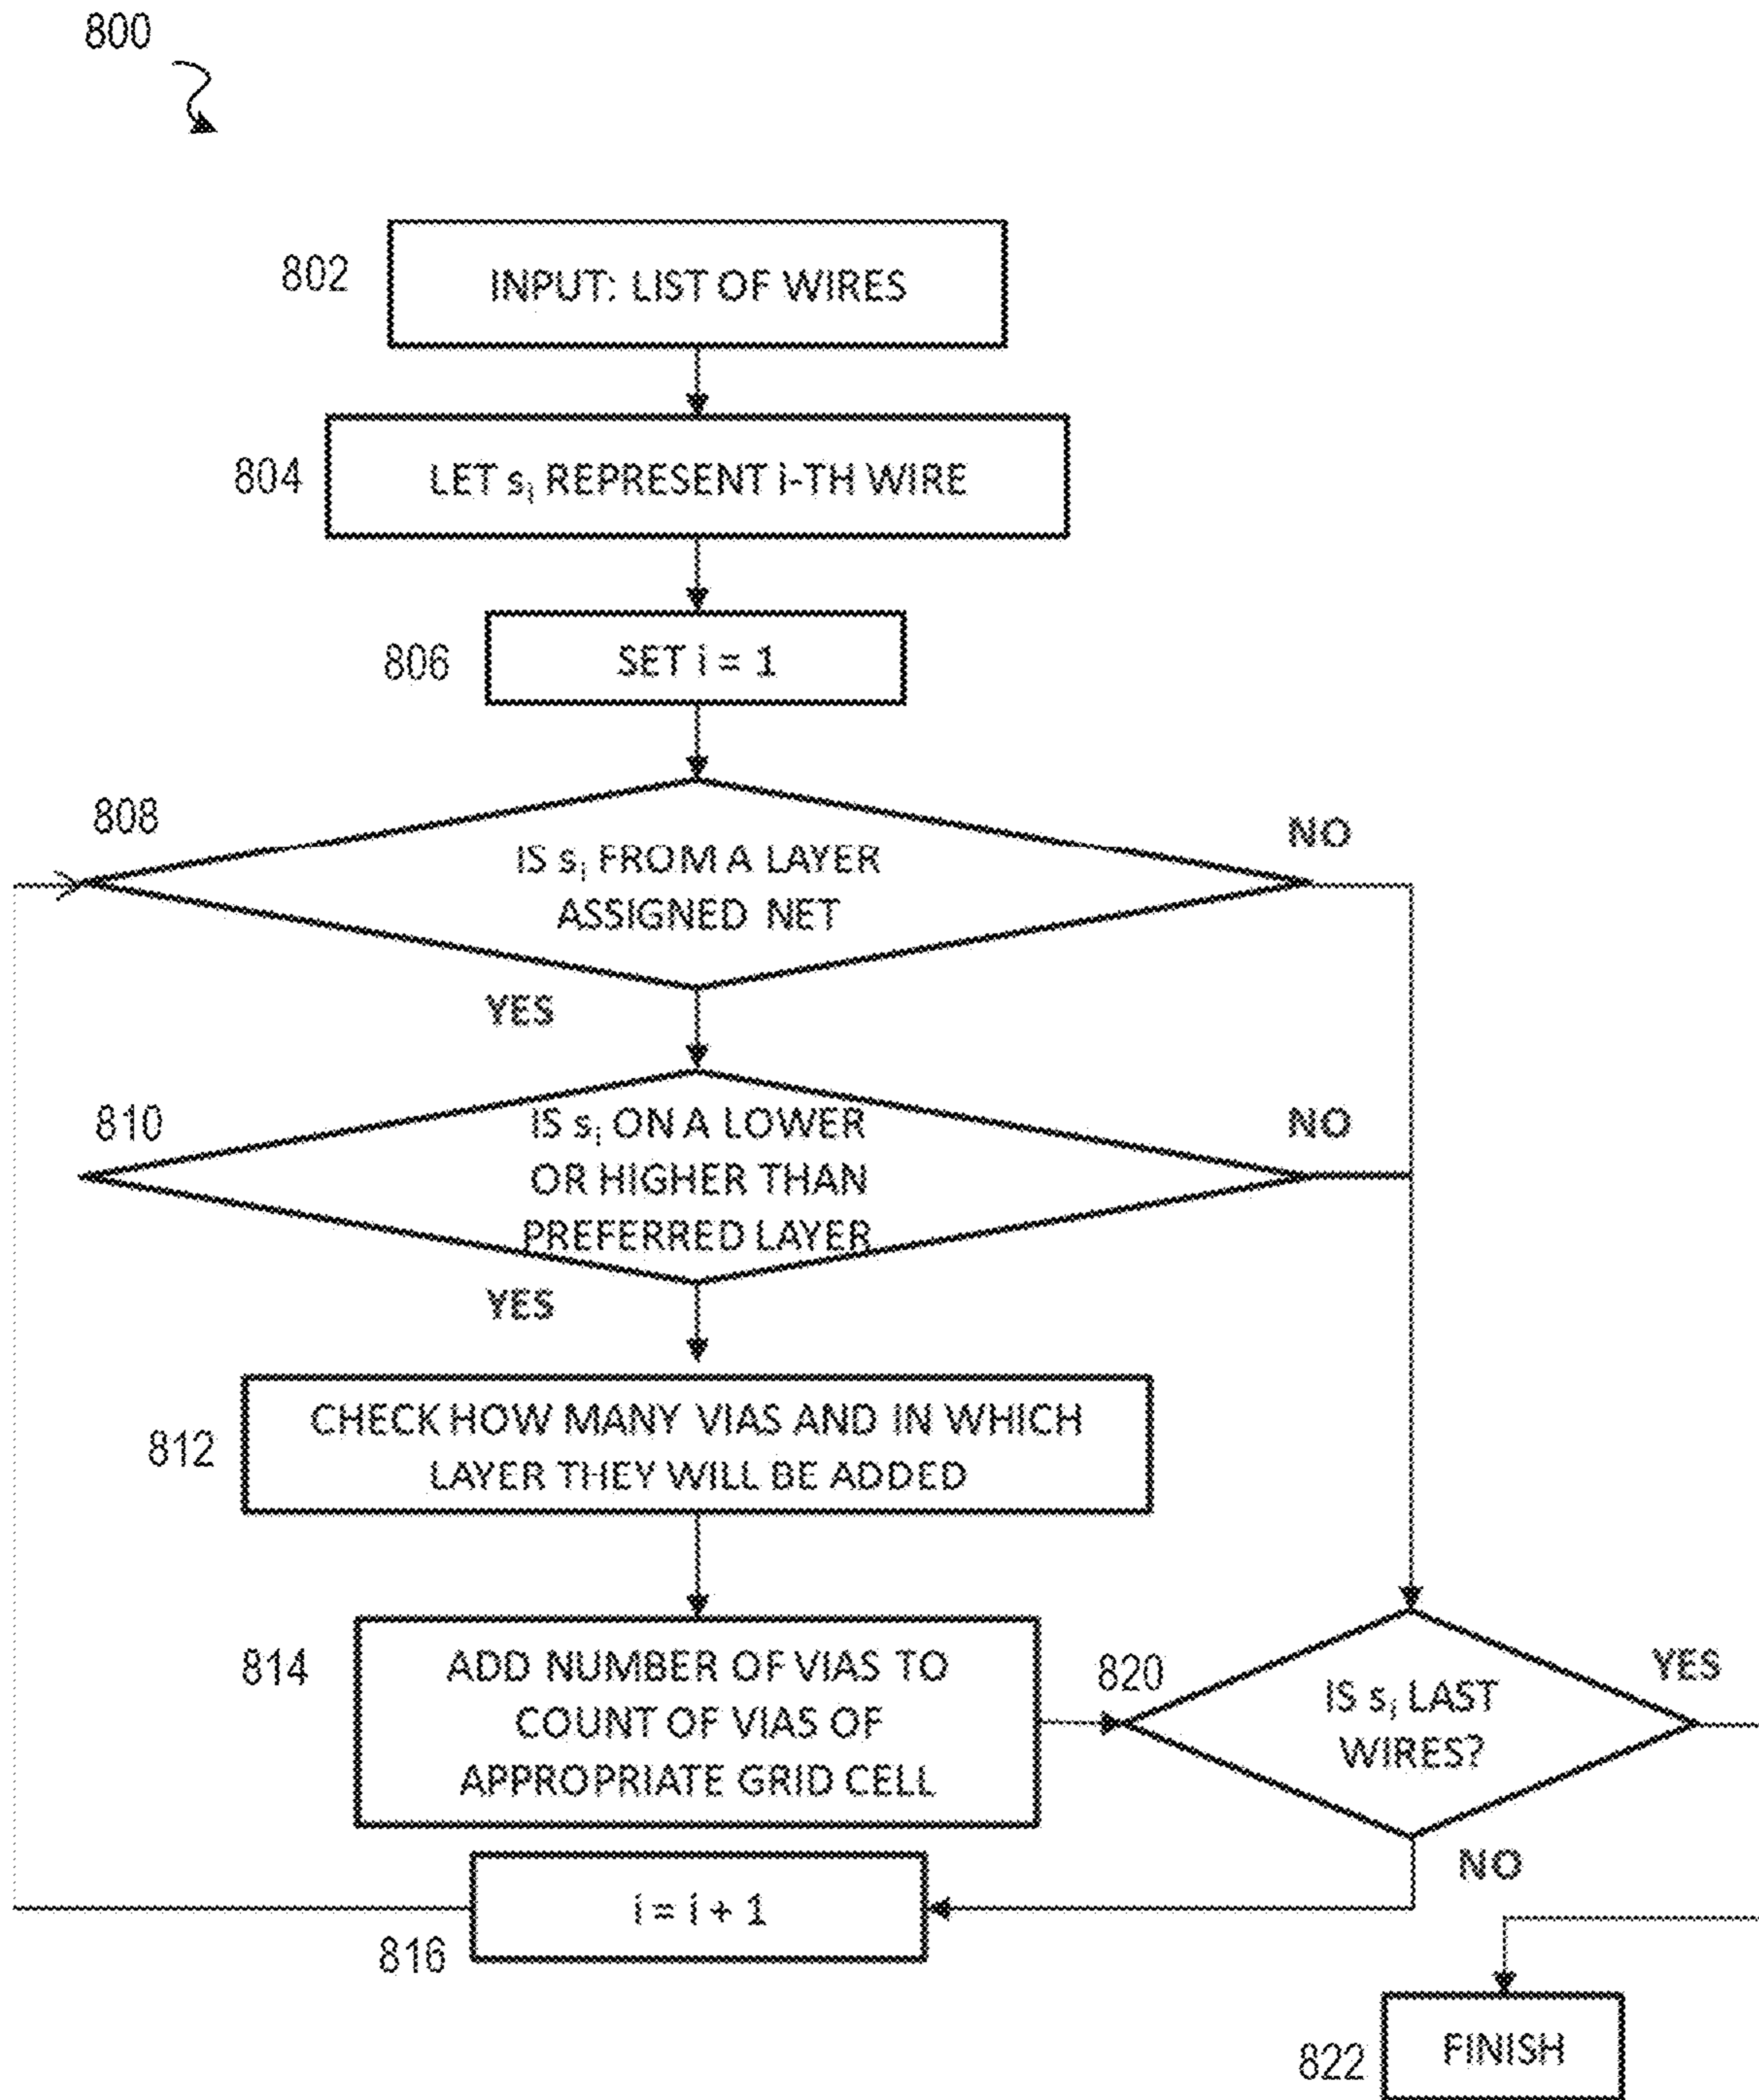 800
802
INPUT: LIST OF WIRES
804
LET sᵢ REPRESENT i-TH WIRE
806
SET i = 1
808
IS sᵢ FROM A LAYER
ASSIGNED NET
NO
YES
810
IS sᵢ ON A LOWER
OR HIGHER THAN
PREFERRED LAYER
NO
YES
812
CHECK HOW MANY VIAS AND IN WHICH
LAYER THEY WILL BE ADDED
814
ADD NUMBER OF VIAS TO
COUNT OF VIAS OF
APPROPRIATE GRID CELL
820
IS sᵢ LAST
WIRES?
YES
NO
i = i + 1
816
822
FINISH